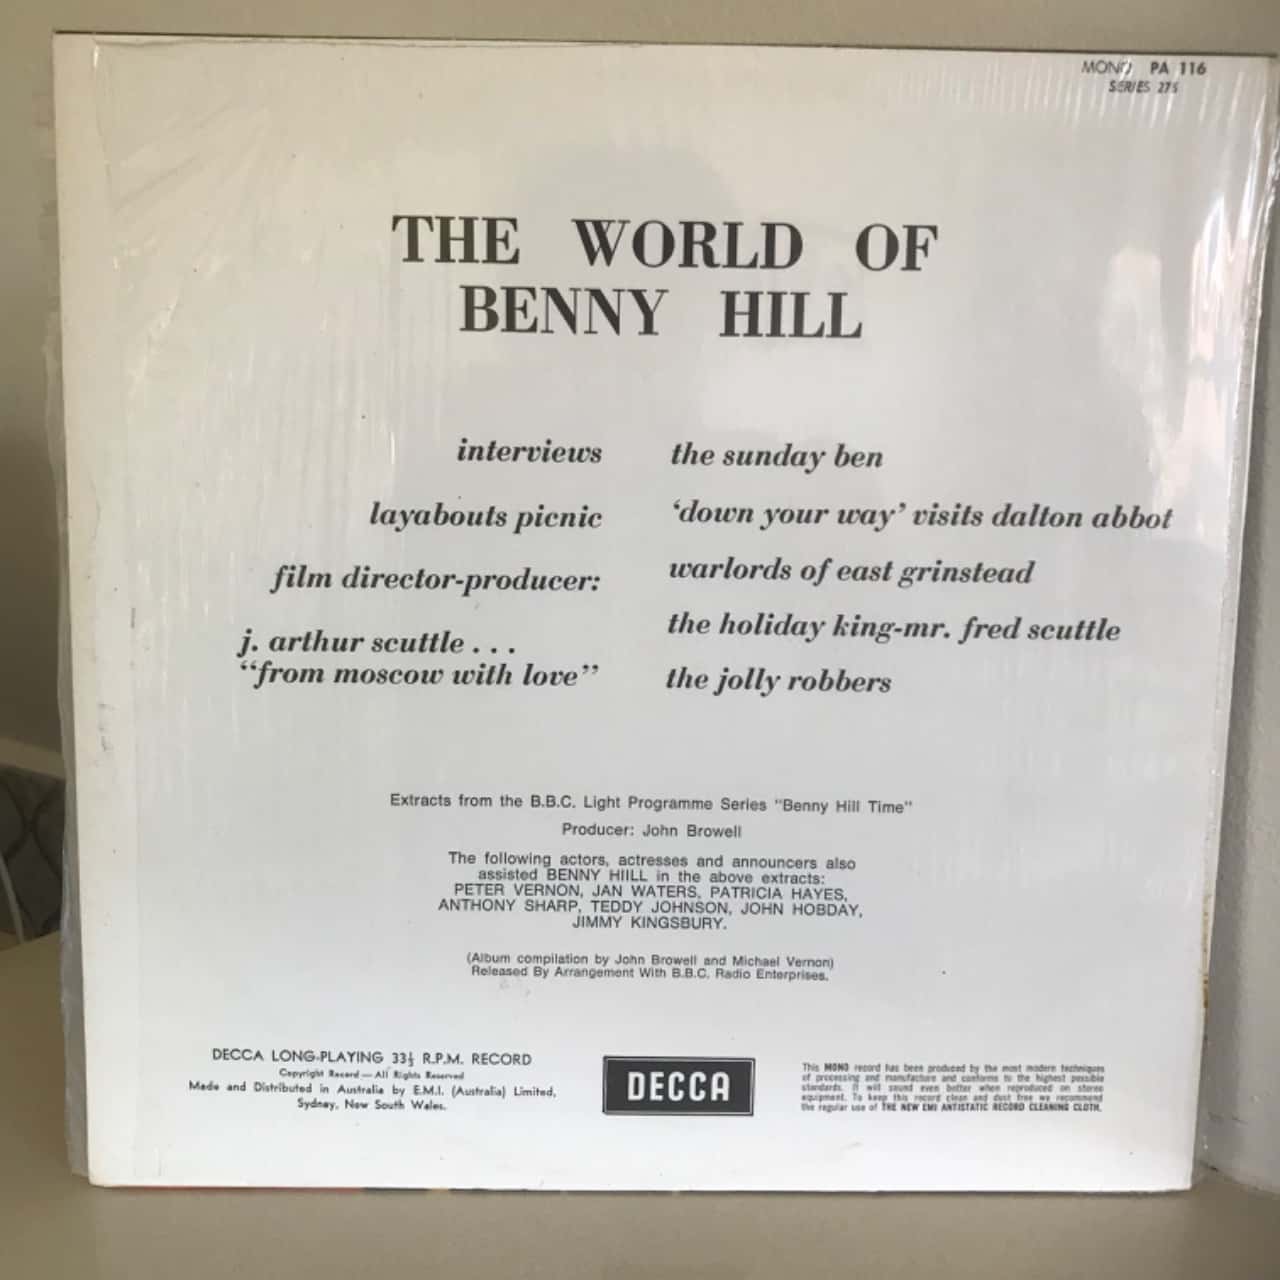 MONO PA 116
SERIES 275
THE WORLD OF
BENNY HILL
interviews
layabouts picnic
film director-producer:
j. arthur scuttle . . .
“from moscow with love”
the sunday ben
‘down your way’ visits dalton abbot
warlords of east grinstead
the holiday king-mr. fred scuttle
the jolly robbers
Extracts from the B.B.C. Light Programme Series "Benny Hill Time"
Producer: John Browell
The following actors, actresses and announcers also
assisted BENNY HIILL in the above extracts:
PETER VERNON, JAN WATERS, PATRICIA HAYES,
ANTHONY SHARP, TEDDY JOHNSON, JOHN HOBDAY,
JIMMY KINGSBURY.
(Album compilation by John Browell and Michael Vernon)
Released By Arrangement With B.B.C. Radio Enterprises.
DECCA LONG-PLAYING 33⅓ R.P.M. RECORD
Copyright Record — All Rights Reserved
Made and Distributed in Australia by E.M.I. (Australia) Limited,
Sydney, New South Wales.
DECCA
This MONO record has been produced by the most modern techniques
of processing and manufacture and conforms to the highest possible
standards. It will sound even better when reproduced on stereo
equipment. To keep this record clean and dust free we recommend
the regular use of THE NEW EMI ANTISTATIC RECORD CLEANING CLOTH.